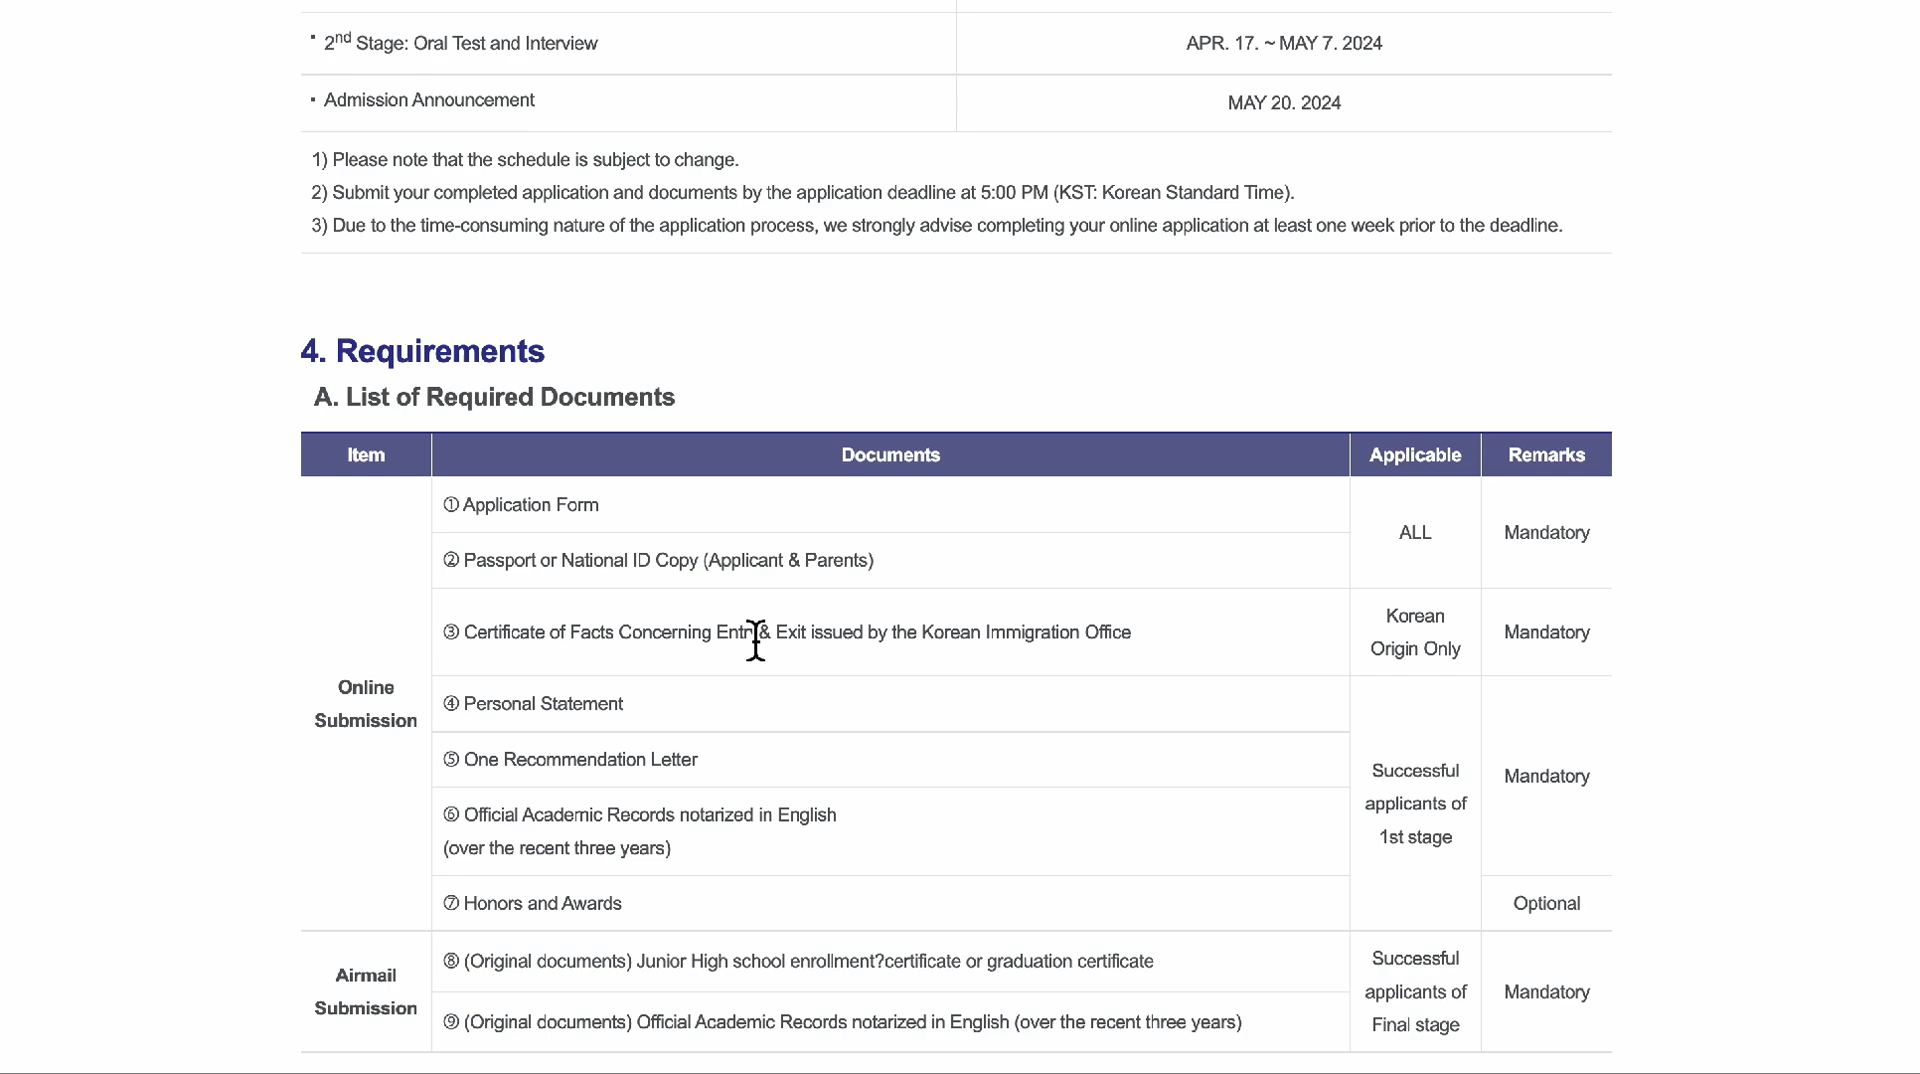 ▪ 2nd Stage: Oral Test and Interview
APR. 17. ~ MAY 7. 2024
▪ Admission Announcement
MAY 20. 2024
1) Please note that the schedule is subject to change.
2) Submit your completed application and documents by the application deadline at 5:00 PM (KST: Korean Standard Time).
3) Due to the time-consuming nature of the application process, we strongly advise completing your online application at least one week prior to the deadline.
4. Requirements
A. List of Required Documents
Item
Documents
Applicable
Remarks
Online
Submission
① Application Form
② Passport or National ID Copy (Applicant & Parents)
ALL
Mandatory
③ Certificate of Facts Concerning Entry & Exit issued by the Korean Immigration Office
Korean
Origin Only
Mandatory
④ Personal Statement
⑤ One Recommendation Letter
⑥ Official Academic Records notarized in English
(over the recent three years)
⑦ Honors and Awards
Successful
applicants of
1st stage
Mandatory
Optional
Airmail
Submission
⑧ (Original documents) Junior High school enrollment?certificate or graduation certificate
⑨ (Original documents) Official Academic Records notarized in English (over the recent three years)
Successful
applicants of
Final stage
Mandatory